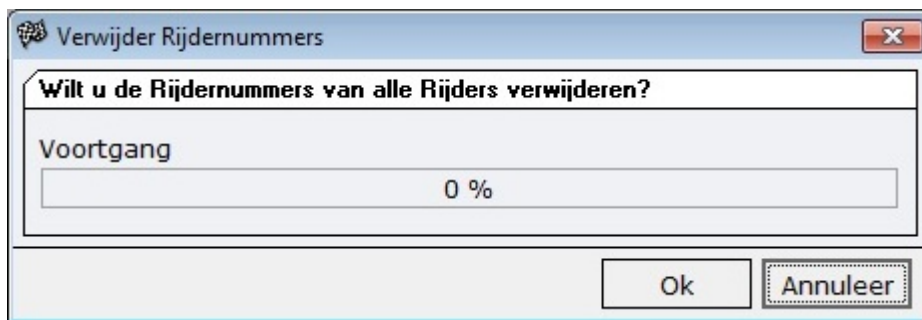 Verwijder Rijdernummers
Wilt u de Rijdernummers van alle Rijders verwijderen?
Voortgang
0 %
Ok Annuleer